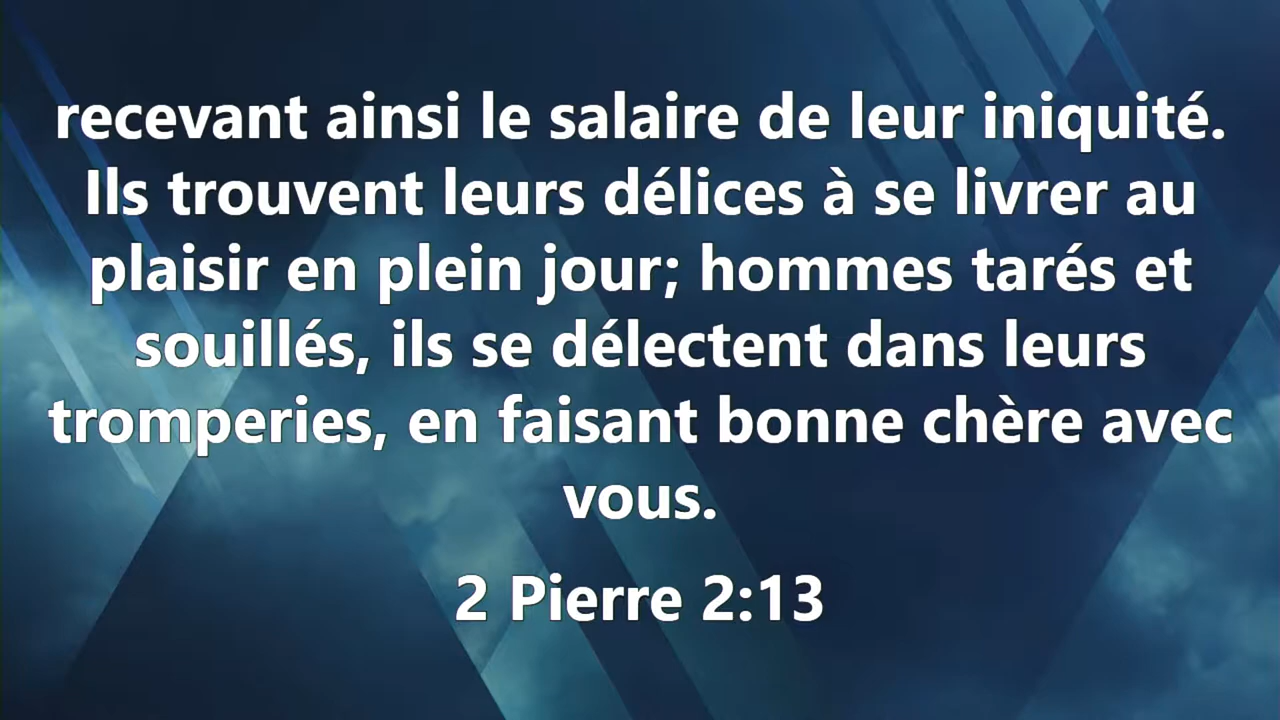 recevant ainsi le salaire de leur iniquité.
Ils trouvent leurs délices à se livrer au
plaisir en plein jour; hommes tarés et
souillés, ils se délectent dans leurs
tromperies, en faisant bonne chère avec
vous.
2 Pierre 2:13